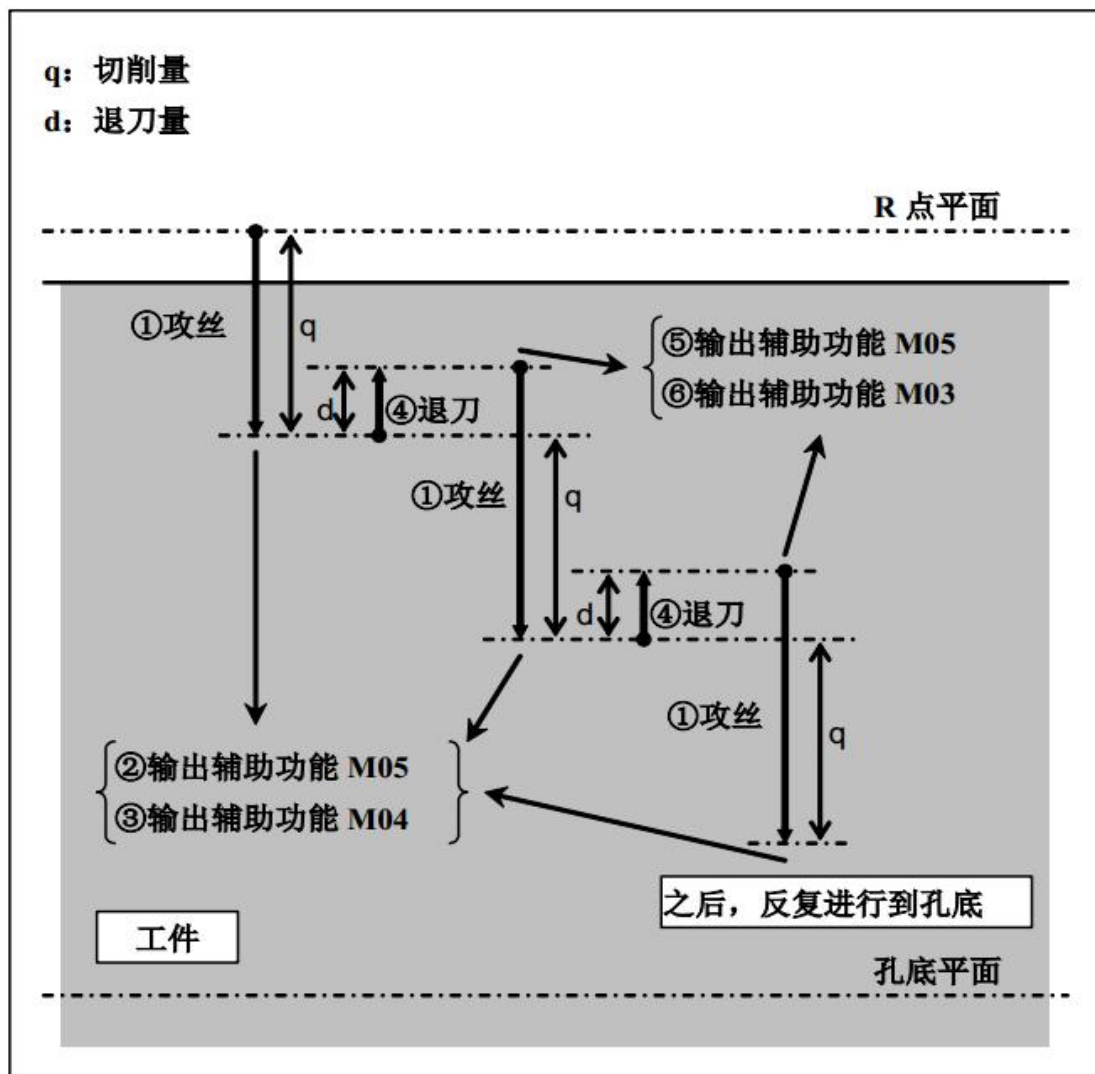 q：切削量
d：退刀量
R 点平面
①攻丝
q
⑤输出辅助功能 M05
⑥输出辅助功能 M03
d
④退刀
①攻丝
q
d
④退刀
①攻丝
q
②输出辅助功能 M05
③输出辅助功能 M04
之后，反复进行到孔底
工件
孔底平面